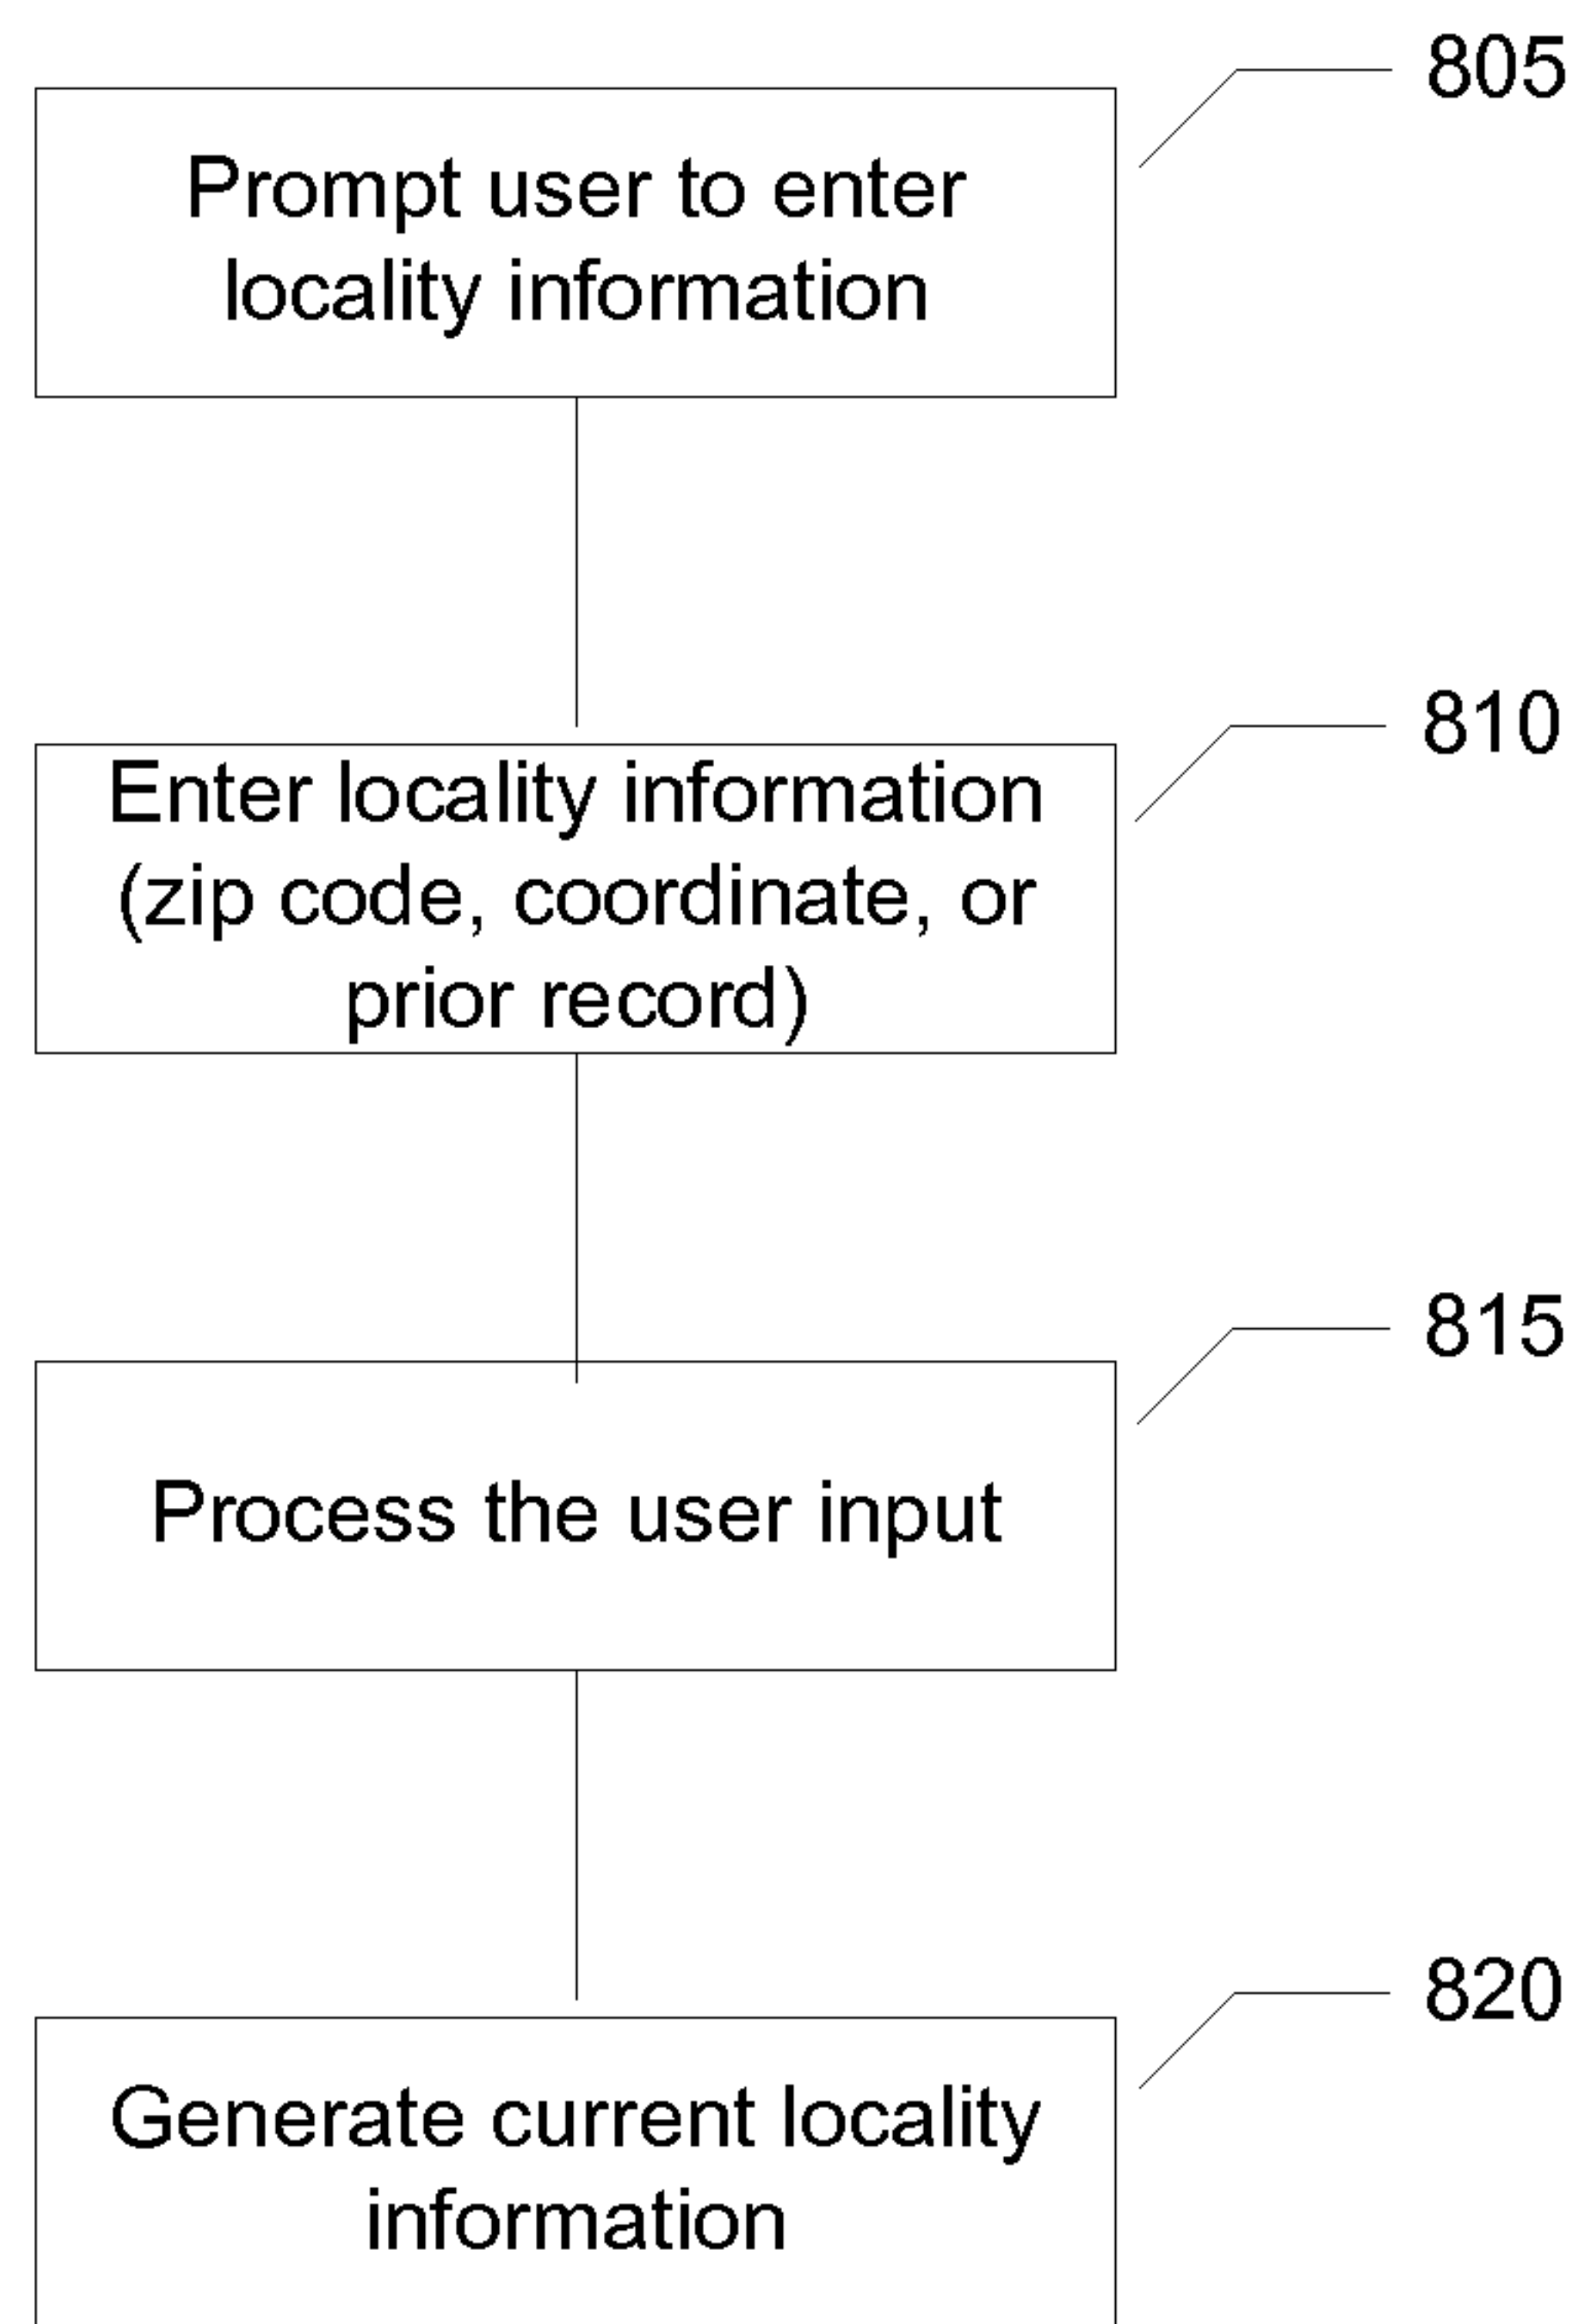 805
Prompt user to enter
locality information
810
Enter locality information
(zip code, coordinate, or
prior record)
815
Process the user input
820
Generate current locality
information